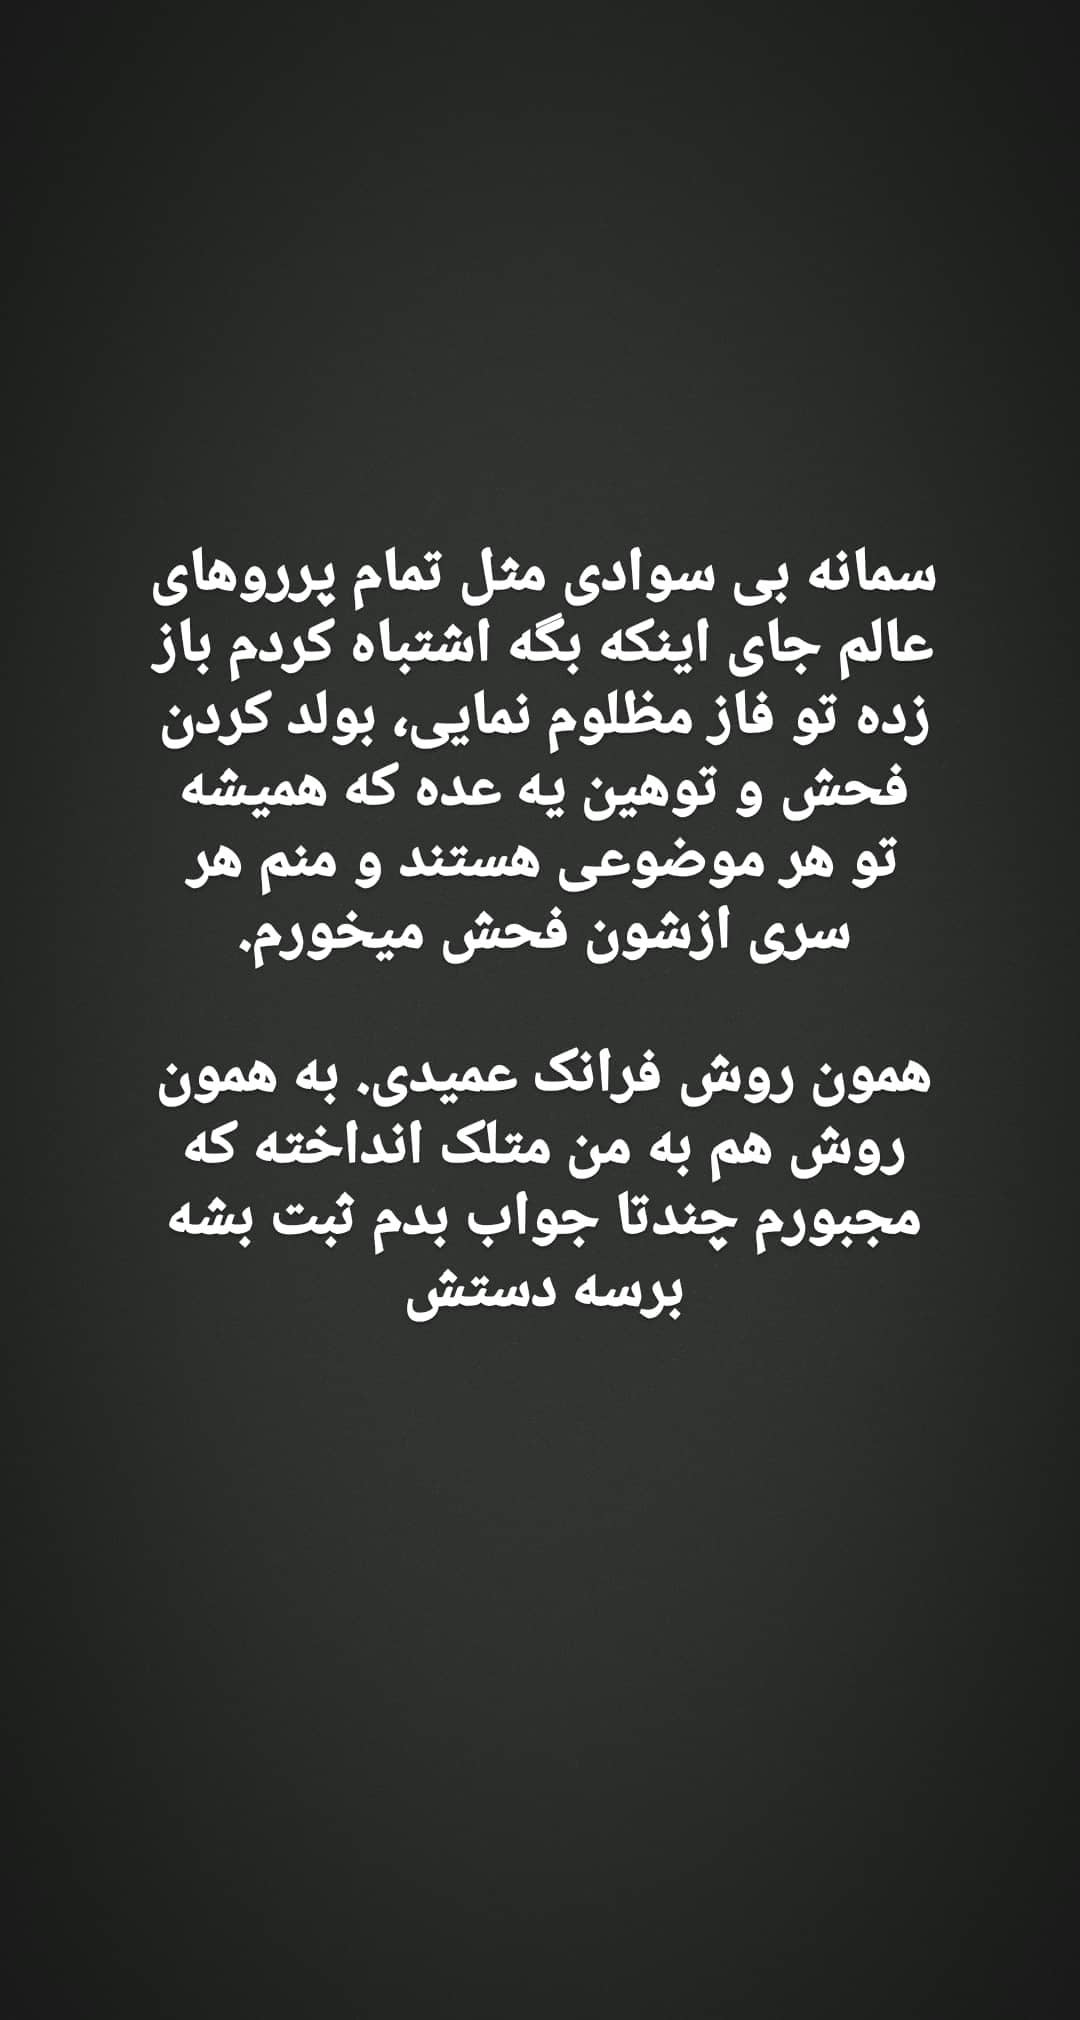 سمانه بی سوادی مثل تمام پرروهای
عالم جای اینکه بگه اشتباه کردم باز
زده تو فاز مظلوم نمایی، بولد کردن
فحش و توهین یه عده که همیشه
تو هر موضوعی هستند و منم هر
سری ازشون فحش میخورم.
همون روش فرانک عمیدی. به همون
روش هم به من متلک انداخته که
مجبورم چندتا جواب بدم ثبت بشه
برسه دستش